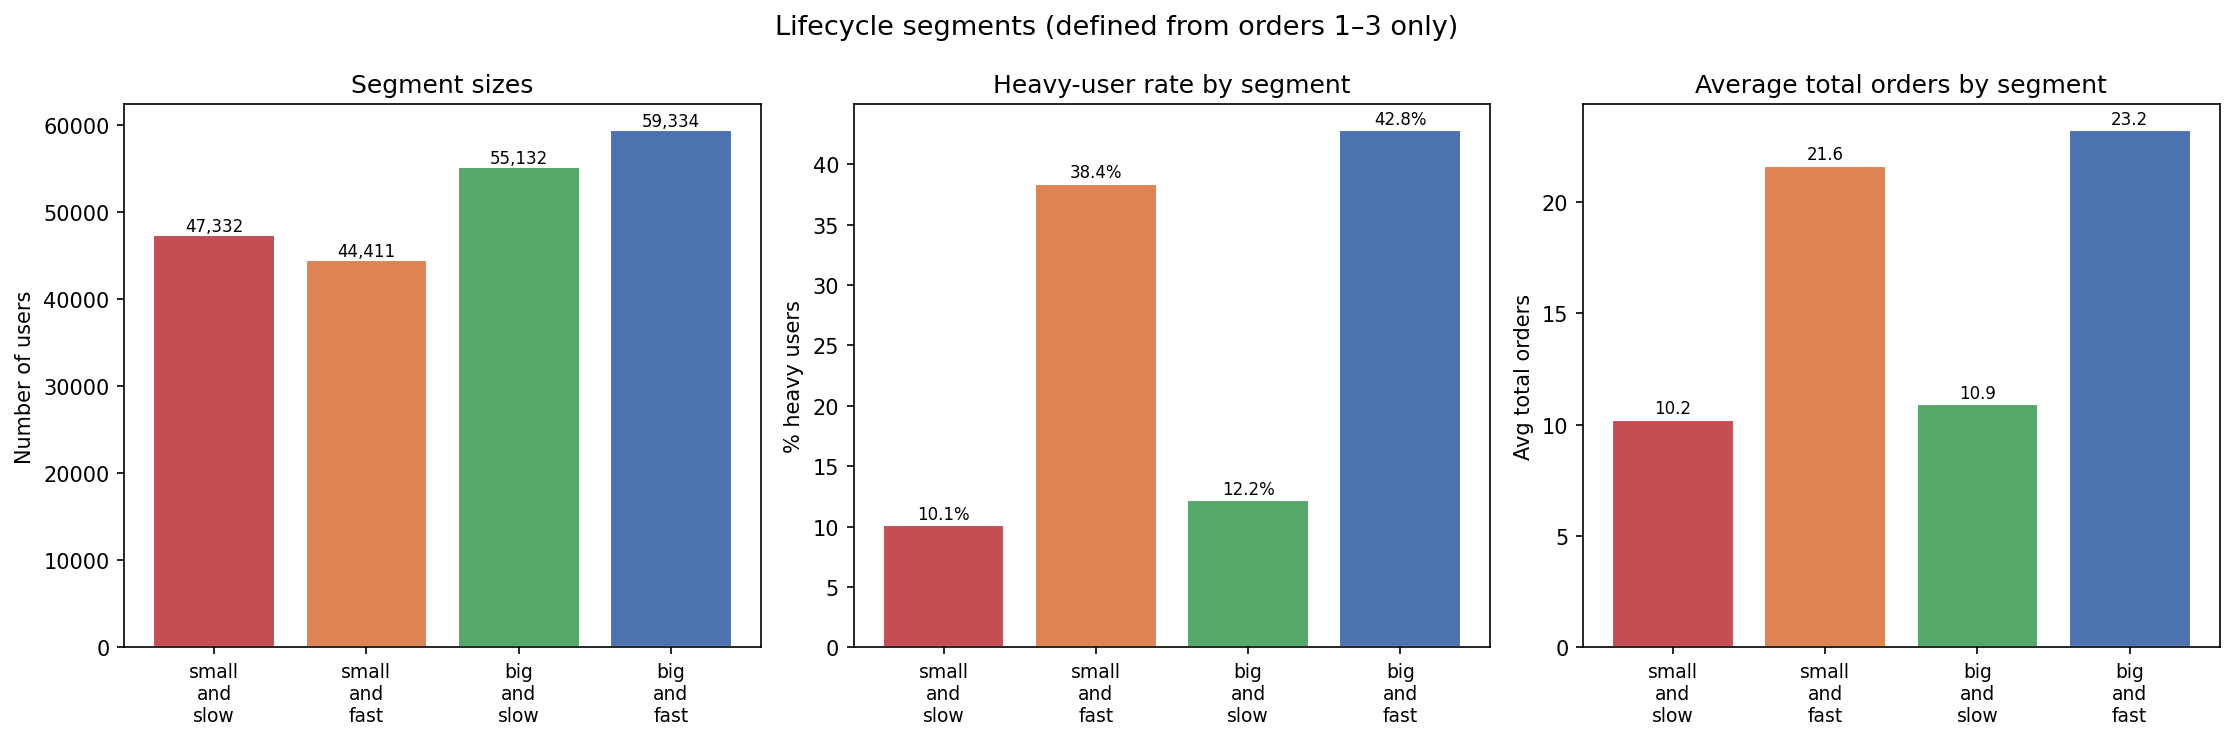 Lifecycle segments (defined from orders 1–3 only)
Segment sizes
Number of users
60000
50000
40000
30000
20000
10000
0
47,332
44,411
55,132
59,334
small
and
slow
small
and
fast
big
and
slow
big
and
fast
Heavy-user rate by segment
% heavy users
40
35
30
25
20
15
10
5
0
10.1%
38.4%
12.2%
42.8%
small
and
slow
small
and
fast
big
and
slow
big
and
fast
Average total orders by segment
Avg total orders
20
15
10
5
0
10.2
21.6
10.9
23.2
small
and
slow
small
and
fast
big
and
slow
big
and
fast